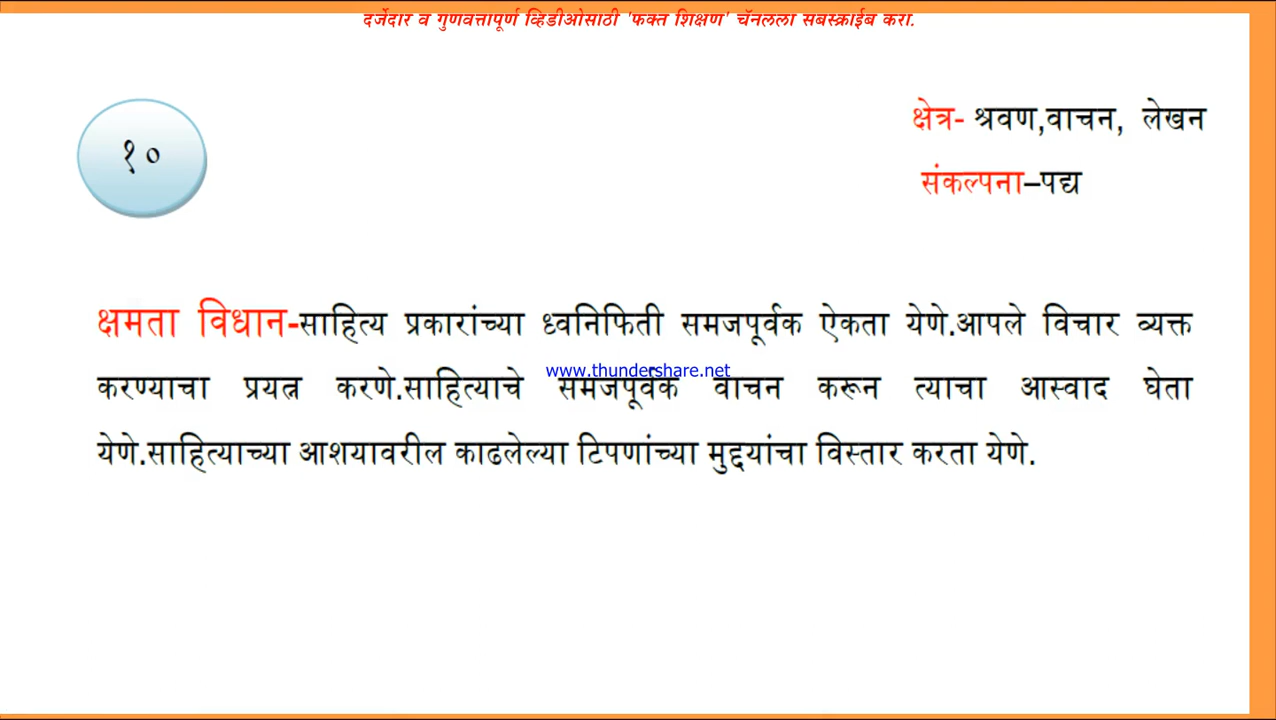 दर्जेदार व गुणवत्तापूर्ण व्हिडीओसाठी 'फक्त शिक्षण' चॅनलला सबस्क्राईब करा.
१०
क्षेत्र- श्रवण,वाचन, लेखन
संकल्पना–पद्य
क्षमता विधान-साहित्य प्रकारांच्या ध्वनिफिती समजपूर्वक ऐकता येणे.आपले विचार व्यक्त
www.thundershare.net
करण्याचा प्रयत्न करणे.साहित्याचे समजपूर्वक वाचन करून त्याचा आस्वाद घेता
येणे.साहित्याच्या आशयावरील काढलेल्या टिपणांच्या मुद्दयांचा विस्तार करता येणे.